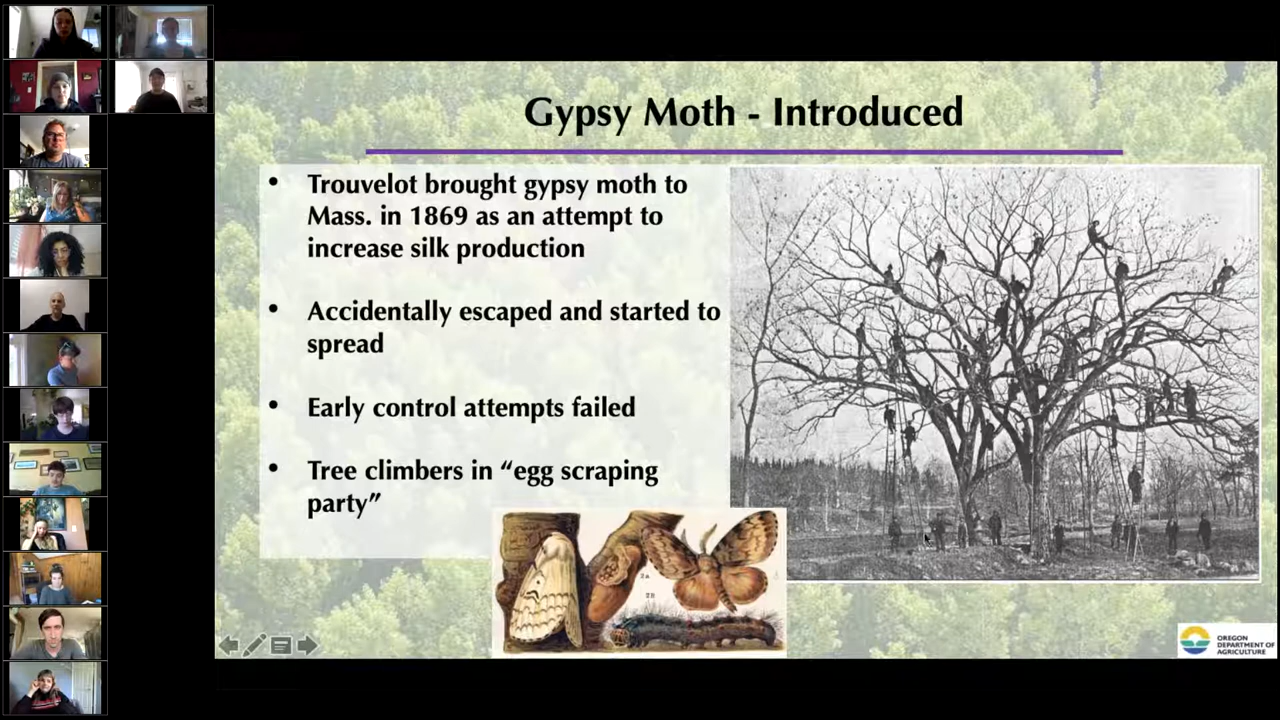 Gypsy Moth - Introduced
• Trouvelot brought gypsy moth to
Mass. in 1869 as an attempt to
increase silk production
• Accidentally escaped and started to
spread
• Early control attempts failed
• Tree climbers in “egg scraping
party”
OREGON
DEPARTMENT OF
AGRICULTURE